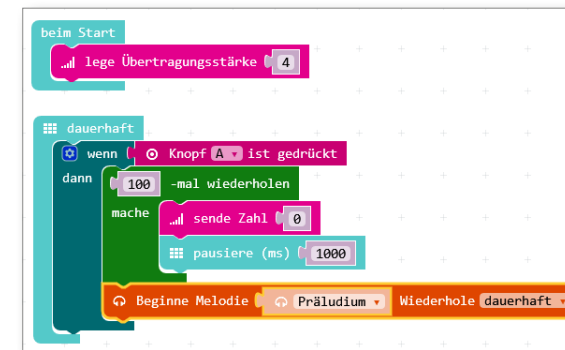 beim Start
lege Übertragungsstärke 4
dauerhaft
wenn Knopf A ist gedrückt
dann 100 -mal wiederholen
mache sende Zahl 0
pausiere (ms) 1000
Beginne Melodie Präludium Wiederhole dauerhaft